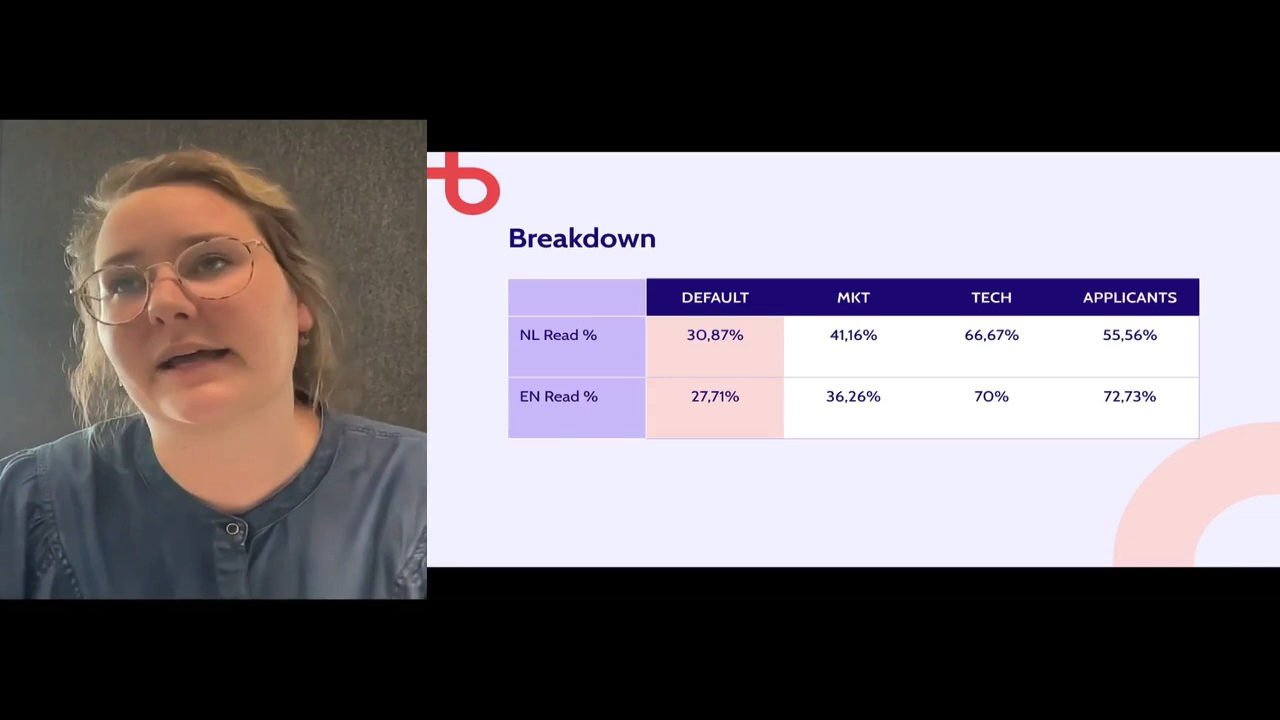 Breakdown
DEFAULT MKT TECH APPLICANTS
NL Read % 30,87% 41,16% 66,67% 55,56%
EN Read % 27,71% 36,26% 70% 72,73%